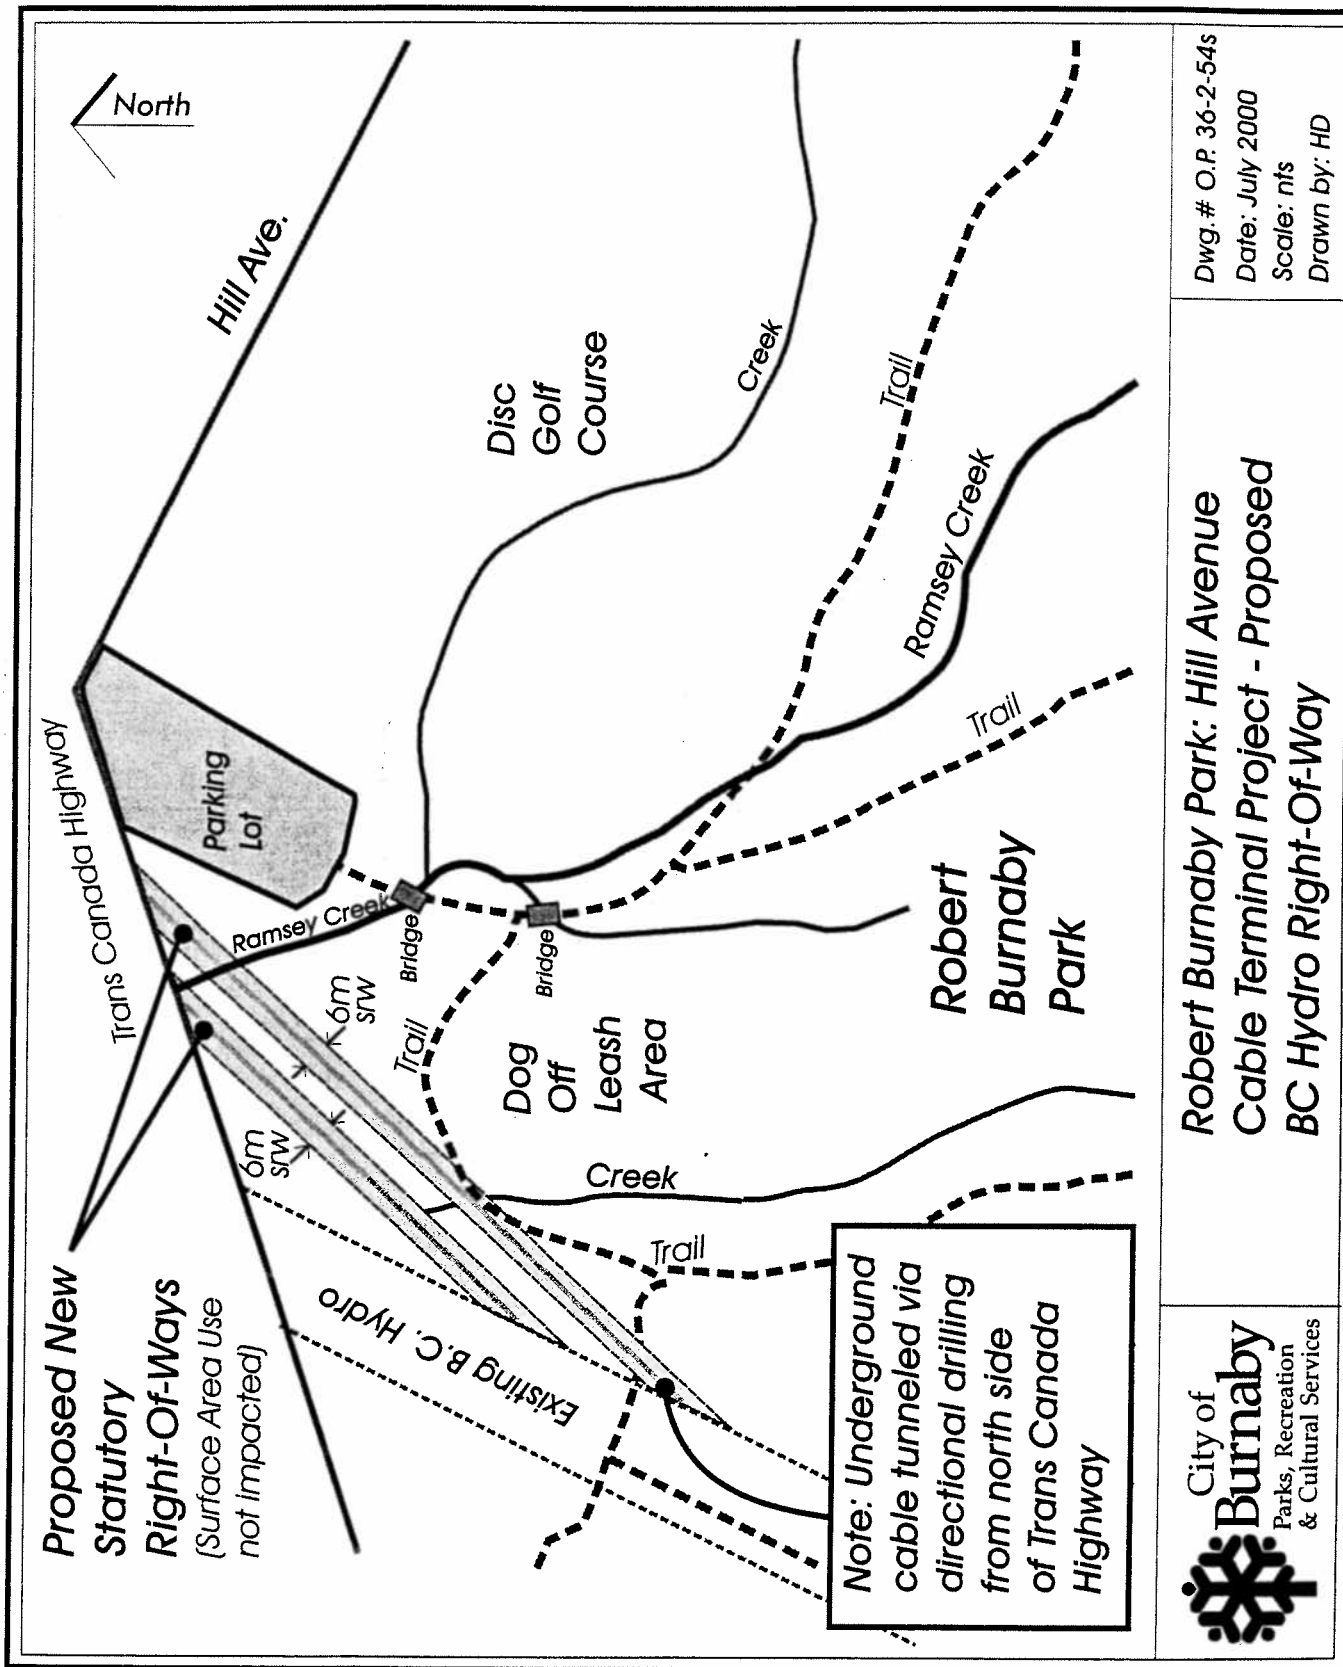 Proposed New
Statutory
Right-Of-Ways
(Surface Area Use
not impacted)
Trans Canada Highway
North
Hill Ave.
Parking
Lot
6m
srw
6m
srw
Ramsey Creek
Bridge
Bridge
Disc
Golf
Course
Creek
Trail
Ramsey Creek
Trail
Trail
Dog
Off
Leash
Area
Existing B.C. Hydro
Creek
Trail
Robert
Burnaby
Park
Note: Underground
cable tunneled via
directional drilling
from north side
of Trans Canada
Highway
City of
Burnaby
Parks, Recreation
& Cultural Services
Robert Burnaby Park: Hill Avenue
Cable Terminal Project - Proposed
BC Hydro Right-Of-Way
Dwg.# O.P. 36-2-54s
Date: July 2000
Scale: nts
Drawn by: HD